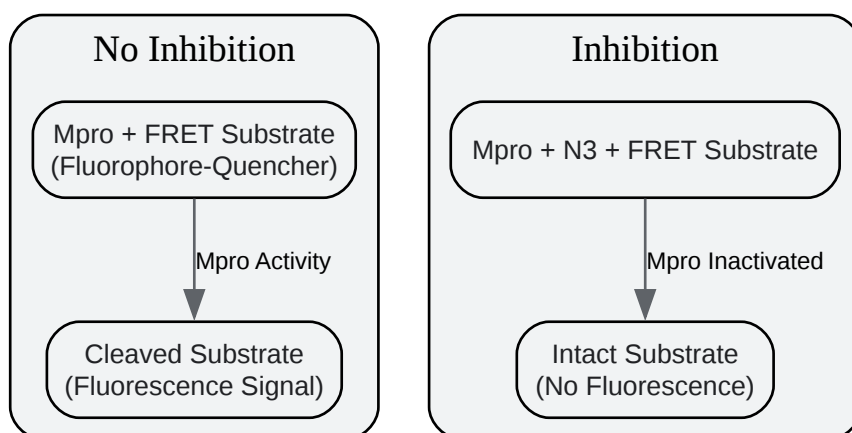 No Inhibition
Mpro + FRET Substrate
(Fluorophore-Quencher)
Mpro Activity
Cleaved Substrate
(Fluorescence Signal)
Inhibition
Mpro + N3 + FRET Substrate
Mpro Inactivated
Intact Substrate
(No Fluorescence)